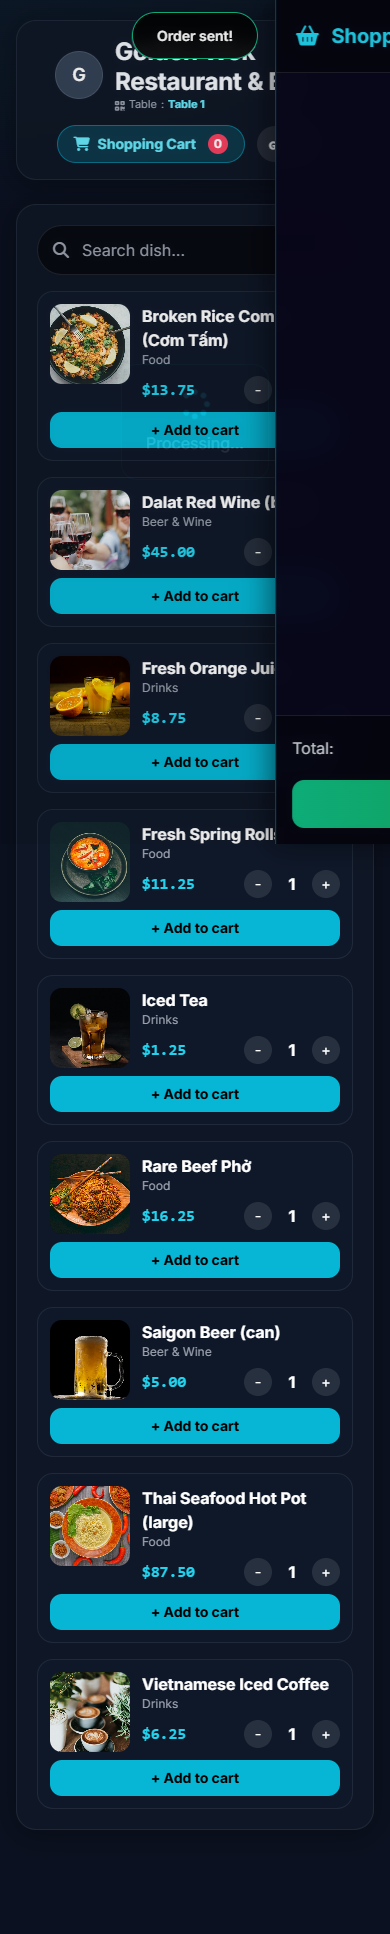 Order sent!
G
Golden Wok
Restaurant & B
Table : Table 1
Shopping Cart 0
G
Shopp
Search dish...
Broken Rice Com
(Cơm Tấm)
Food
$13.75 -
+ Add to cart
Processing...
Dalat Red Wine (b
Beer & Wine
$45.00 -
+ Add to cart
Fresh Orange Jui
Drinks
$8.75 -
+ Add to cart
Total:
Fresh Spring Rolls
Food
$11.25 - 1 +
+ Add to cart
Iced Tea
Drinks
$1.25 - 1 +
+ Add to cart
Rare Beef Phở
Food
$16.25 - 1 +
+ Add to cart
Saigon Beer (can)
Beer & Wine
$5.00 - 1 +
+ Add to cart
Thai Seafood Hot Pot
(large)
Food
$87.50 - 1 +
+ Add to cart
Vietnamese Iced Coffee
Drinks
$6.25 - 1 +
+ Add to cart